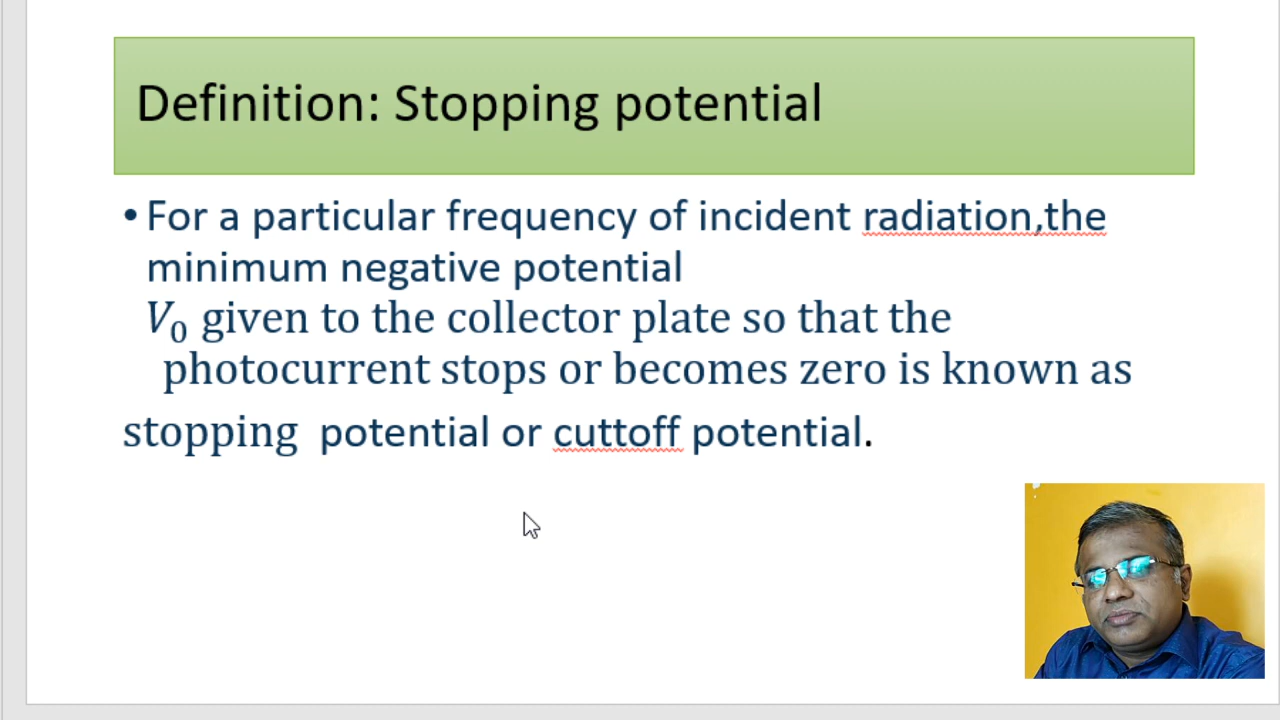 Definition: Stopping potential
• For a particular frequency of incident radiation,the
minimum negative potential
V₀ given to the collector plate so that the
photocurrent stops or becomes zero is known as
stopping potential or cuttoff potential.